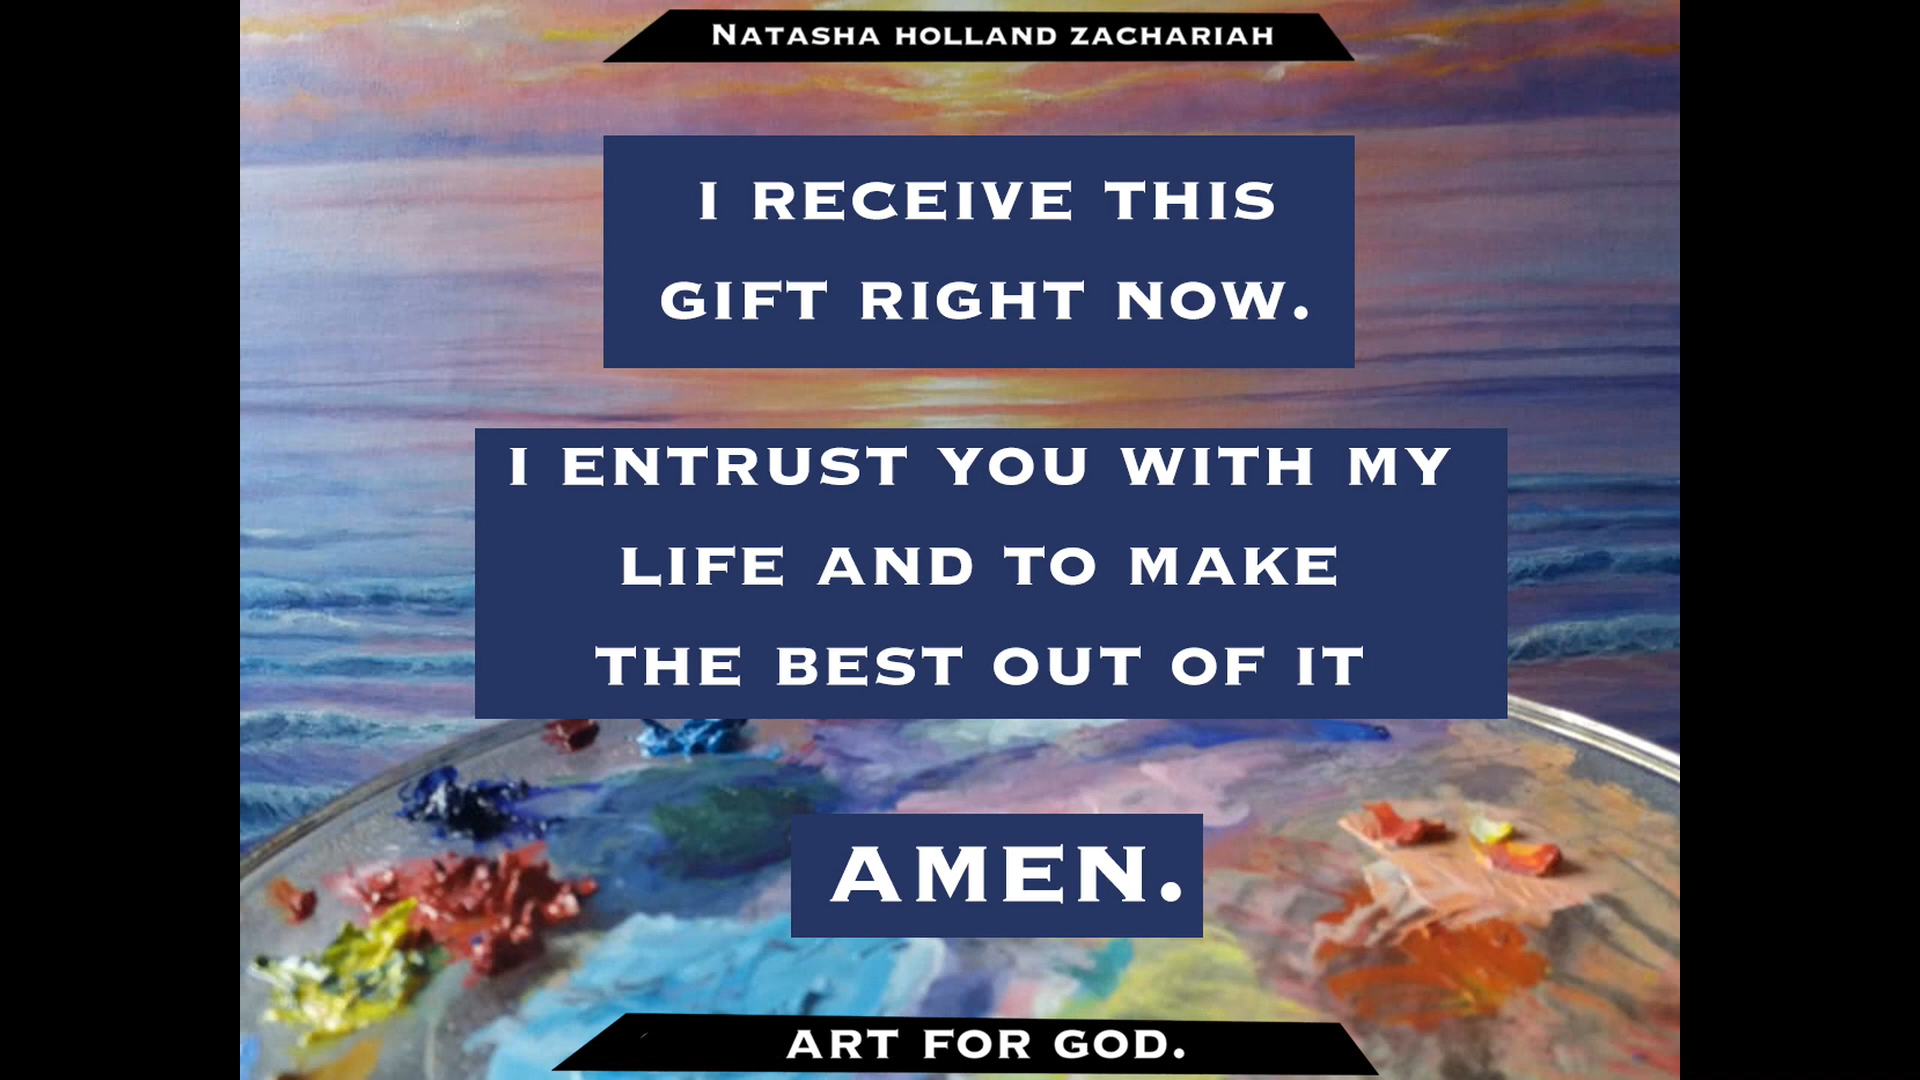 NATASHA HOLLAND ZACHARIAH
I RECEIVE THIS
GIFT RIGHT NOW.
I ENTRUST YOU WITH MY
LIFE AND TO MAKE
THE BEST OUT OF IT
AMEN.
ART FOR GOD.